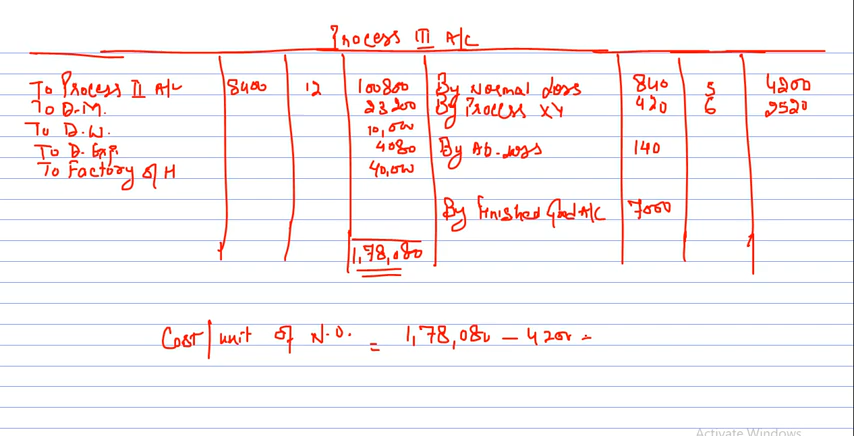 Process III A/c
To Process II A/c 8400 12 100800 By Normal Loss 840 5 4200
To D.M. 23200 By Process XY 420 6 2520
To D.W. 10,000
To D. Exp. 4080 By Ab. Loss 140
To Factory of H 40,000
By Finished Good A/c 7000
1,78,080
Cost/unit of N.O. = 1,78,080 - 4200 -
Activate Windows